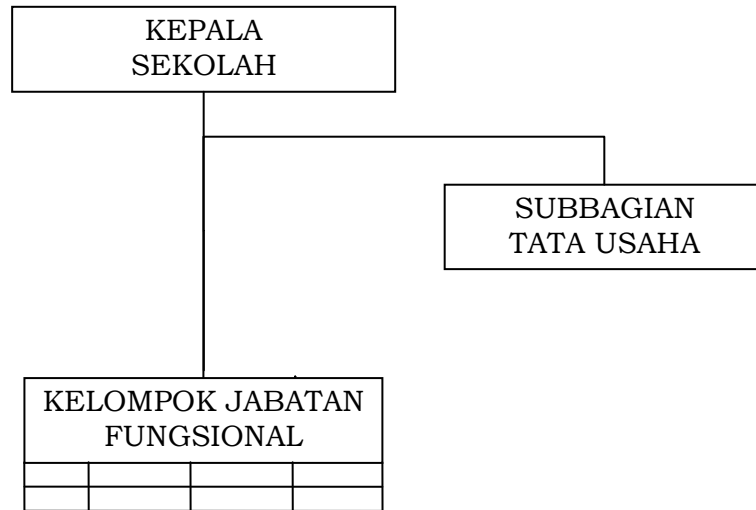 KEPALA
SEKOLAH
SUBBAGIAN
TATA USAHA
KELOMPOK JABATAN
FUNGSIONAL